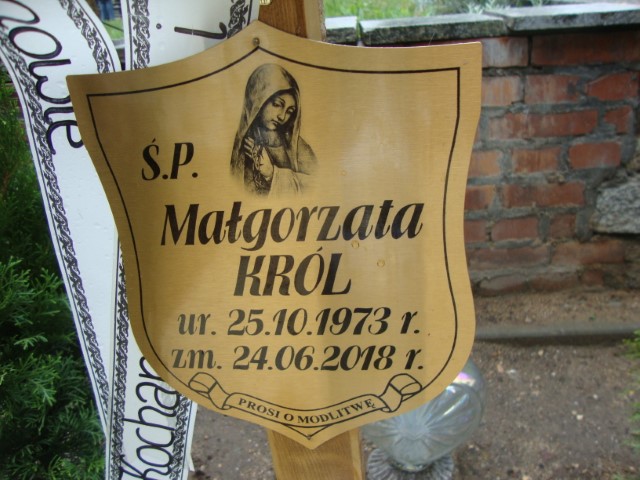 Ś.P.
Małgorzata
KRÓL
ur. 25.10.1973 r.
zm. 24.06.2018 r.
PROSI O MODLITWĘ